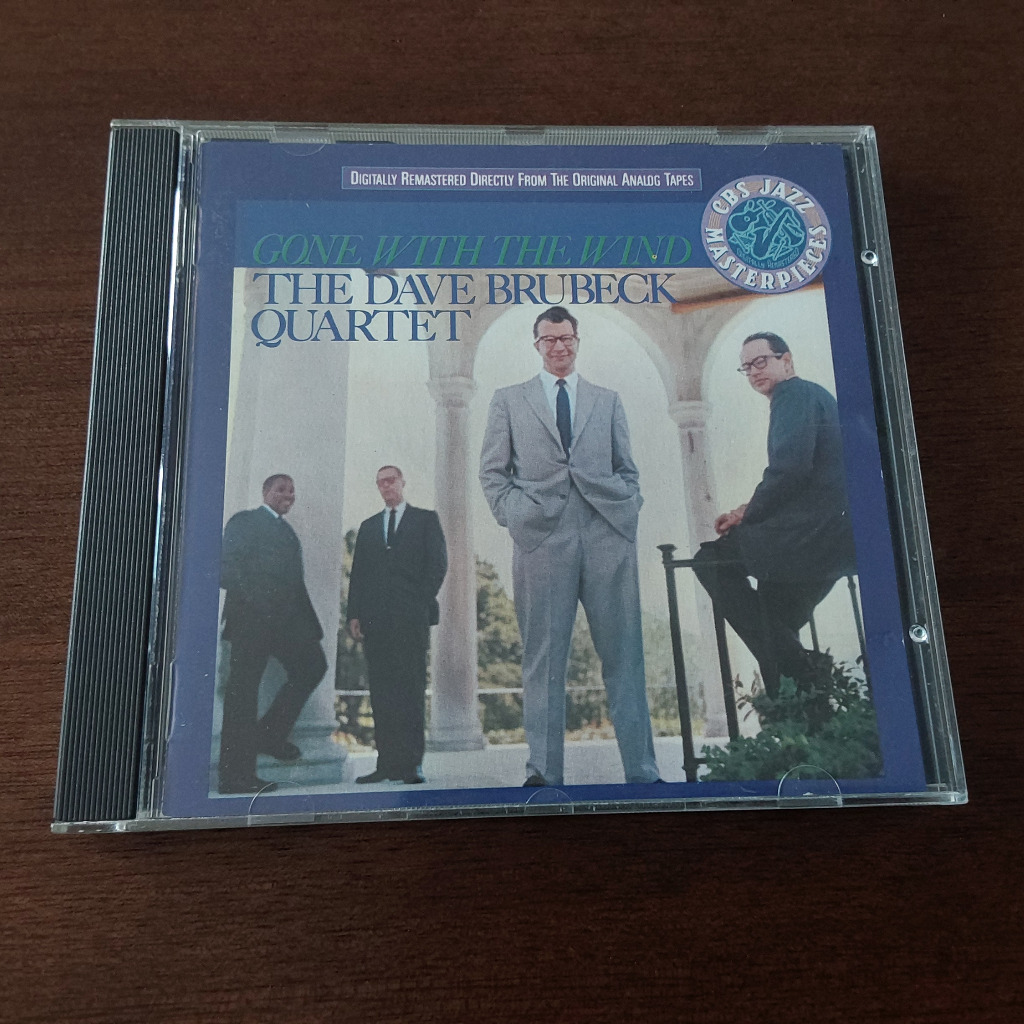 DIGITALLY REMASTERED DIRECTLY FROM THE ORIGINAL ANALOG TAPES
CBS JAZZ
MASTERPIECES
GONE WITH THE WIND
THE DAVE BRUBECK
QUARTET